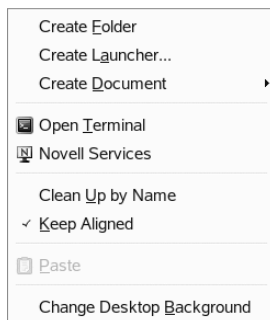 Create Folder
Create Launcher...
Create Document
Open Terminal
Novell Services
Clean Up by Name
Keep Aligned
Paste
Change Desktop Background